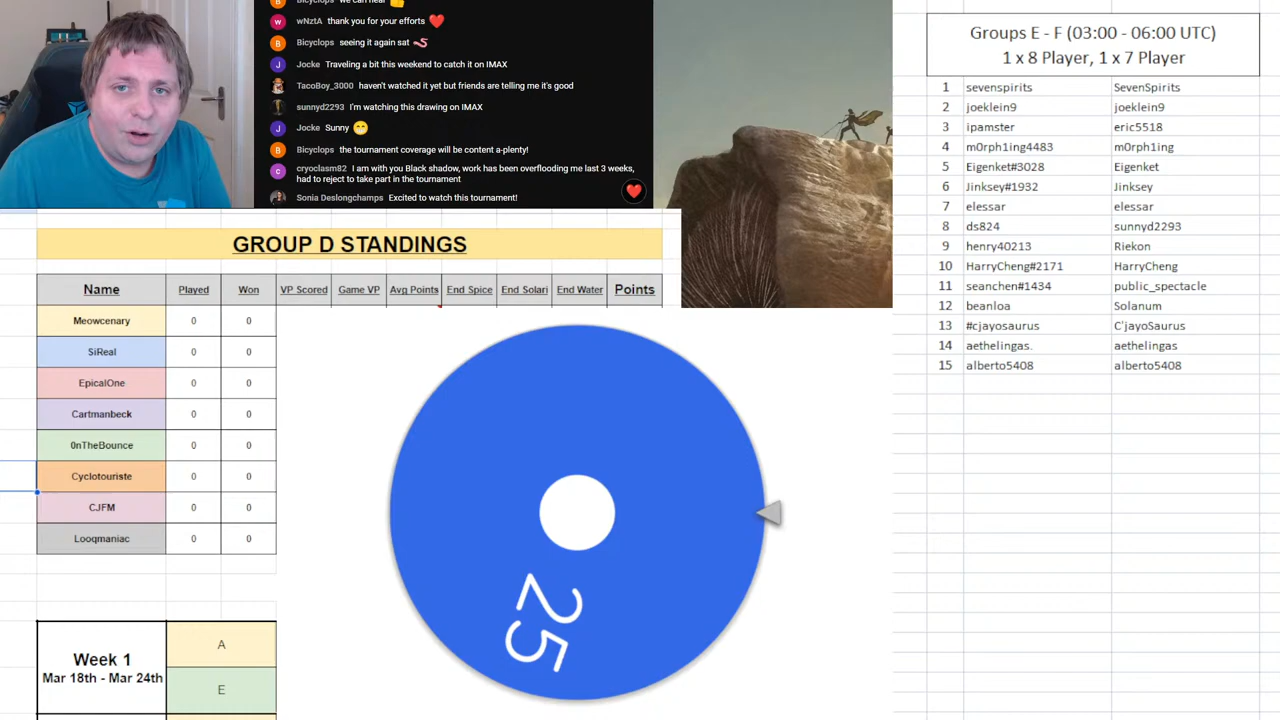 Bicyclops we can hear
wNztA thank you for your efforts
B Bicyclops seeing it again sat
J Jocke Traveling a bit this weekend to catch it on IMAX
TacoBoy_3000 haven't watched it yet but friends are telling me it's good
sunnyd2293 I'm watching this drawing on IMAX
J Jocke Sunny
B Bicyclops the tournament coverage will be content a-plenty!
c cryoclasm82 I am with you Black shadow, work has been overflooding me last 3 weeks,
had to reject to take part in the tournament
Sonia Deslongchamps Excited to watch this tournament!
GROUP D STANDINGS
Name Played Won VP Scored Game VP Avg Points End Spice End Solari End Water Points
Meowcenary 0 0
SiReal 0 0
EpicalOne 0 0
Cartmanbeck 0 0
0nTheBounce 0 0
Cyclotouriste 0 0
CJFM 0 0
Looqmaniac 0 0
Week 1
Mar 18th - Mar 24th
A
E
25
Groups E - F (03:00 - 06:00 UTC)
1 x 8 Player, 1 x 7 Player
1 sevenspirits SevenSpirits
2 joeklein9 joeklein9
3 ipamster eric5518
4 m0rph1ing4483 m0rph1ing
5 Eigenket#3028 Eigenket
6 Jinksey#1932 Jinksey
7 elessar elessar
8 ds824 sunnyd2293
9 henry40213 Riekon
10 HarryCheng#2171 HarryCheng
11 seanchen#1434 public_spectacle
12 beanloa Solanum
13 #cjayosaurus C'jayoSaurus
14 aethelingas. aethelingas
15 alberto5408 alberto5408